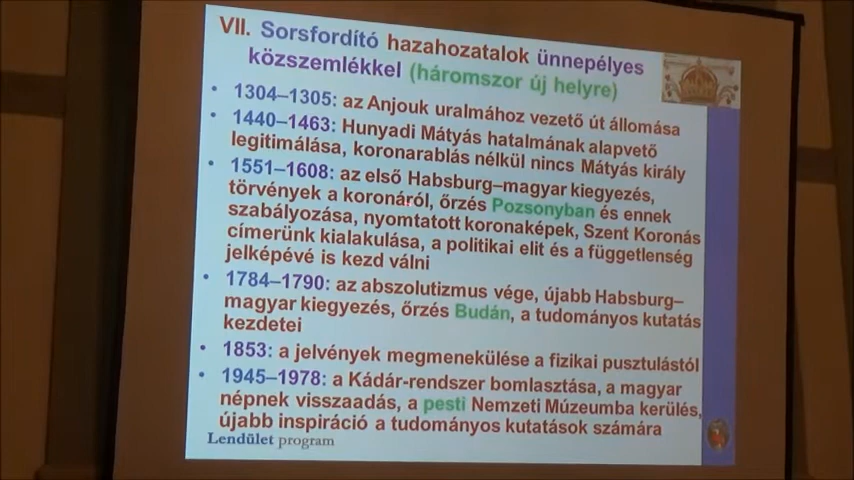 VII. Sorsfordító hazahozatalok ünnepélyes
közszemlékkel (háromszor új helyre)
• 1304–1305: az Anjouk uralmához vezető út állomása
• 1440–1463: Hunyadi Mátyás hatalmának alapvető
legitimálása, koronarablás nélkül nincs Mátyás király
• 1551–1608: az első Habsburg–magyar kiegyezés,
törvények a koronáról, őrzés Pozsonyban és ennek
szabályozása, nyomtatott koronaképek, Szent Koronás
címerünk kialakulása, a politikai elit és a függetlenség
jelképévé is kezd válni
• 1784–1790: az abszolutizmus vége, újabb Habsburg–
magyar kiegyezés, őrzés Budán, a tudományos kutatás
kezdetei
• 1853: a jelvények megmenekülése a fizikai pusztulástól
• 1945–1978: a Kádár-rendszer bomlasztása, a magyar
népnek visszaadás, a pesti Nemzeti Múzeumba kerülés,
újabb inspiráció a tudományos kutatások számára
Lendület program